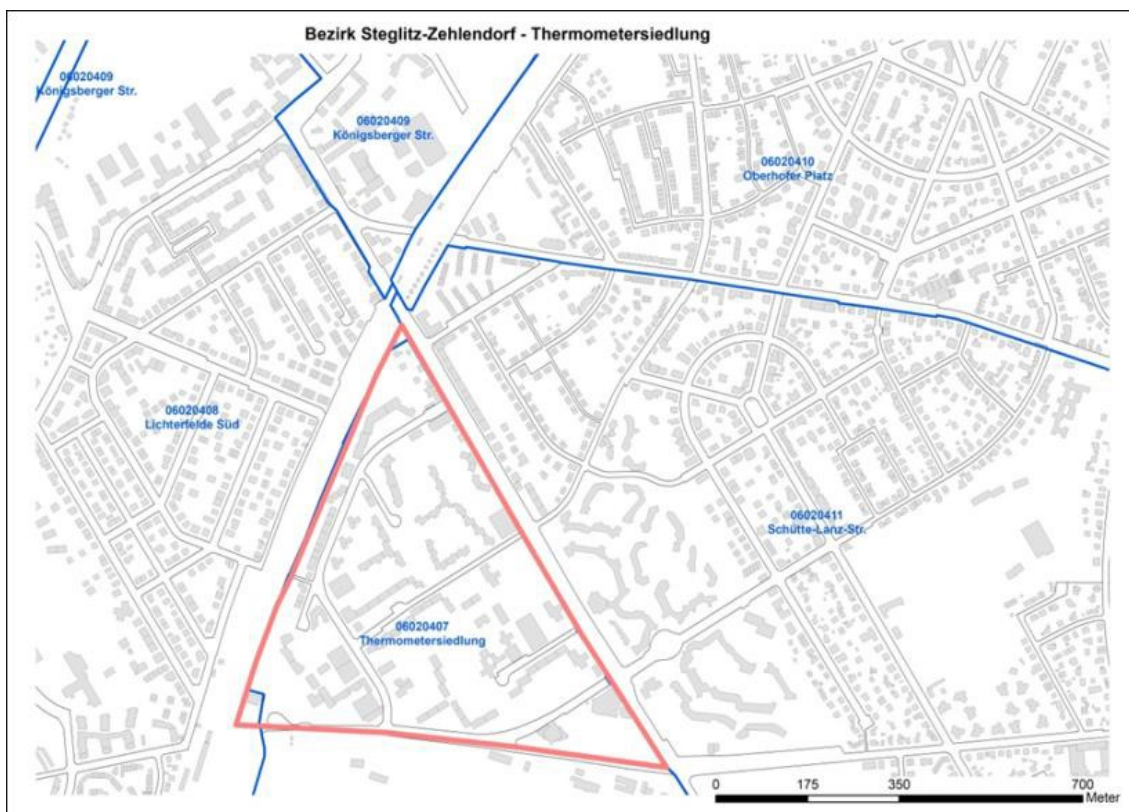 Bezirk Steglitz-Zehlendorf - Thermometersiedlung
06020409
Königsberger Str.
06020409
Königsberger Str.
06020410
Oberhofer Platz
06020408
Lichterfelde Süd
06020411
Schütte-Lanz-Str.
06020407
Thermometersiedlung
0 175 350 700
Meter